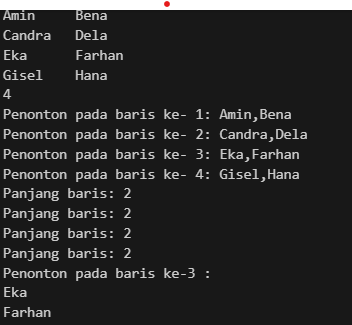 Amin    Bena
Candra  Dela
Eka     Farhan
Gisel   Hana
4
Penonton pada baris ke- 1: Amin,Bena
Penonton pada baris ke- 2: Candra,Dela
Penonton pada baris ke- 3: Eka,Farhan
Penonton pada baris ke- 4: Gisel,Hana
Panjang baris: 2
Panjang baris: 2
Panjang baris: 2
Panjang baris: 2
Penonton pada baris ke-3 :
Eka
Farhan